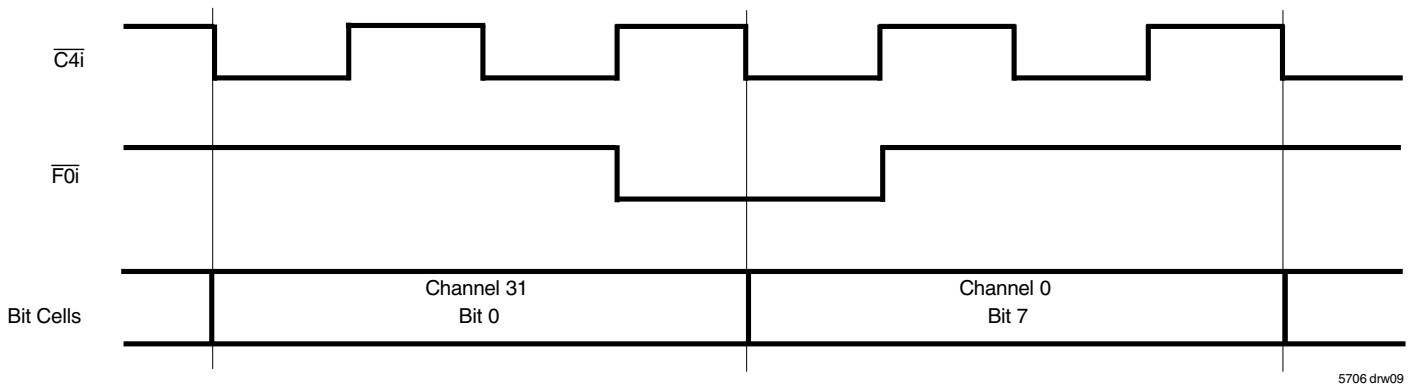 C4i
F0i
Channel 31
Bit 0
Channel 0
Bit 7
Bit Cells
5706 drw09